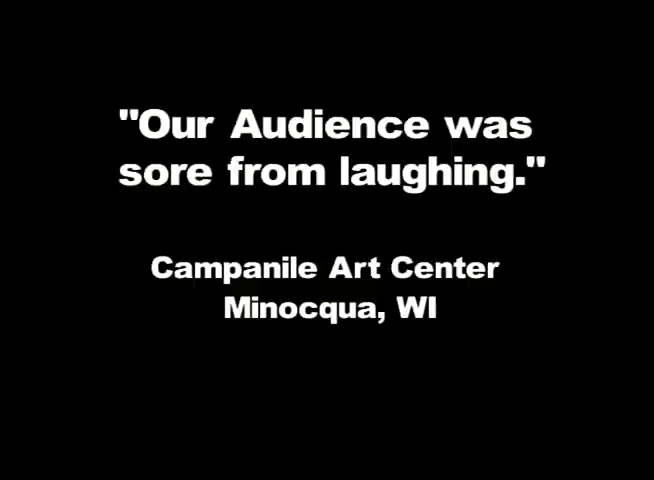 "Our Audience was
sore from laughing."
Campanile Art Center
Minocqua, WI